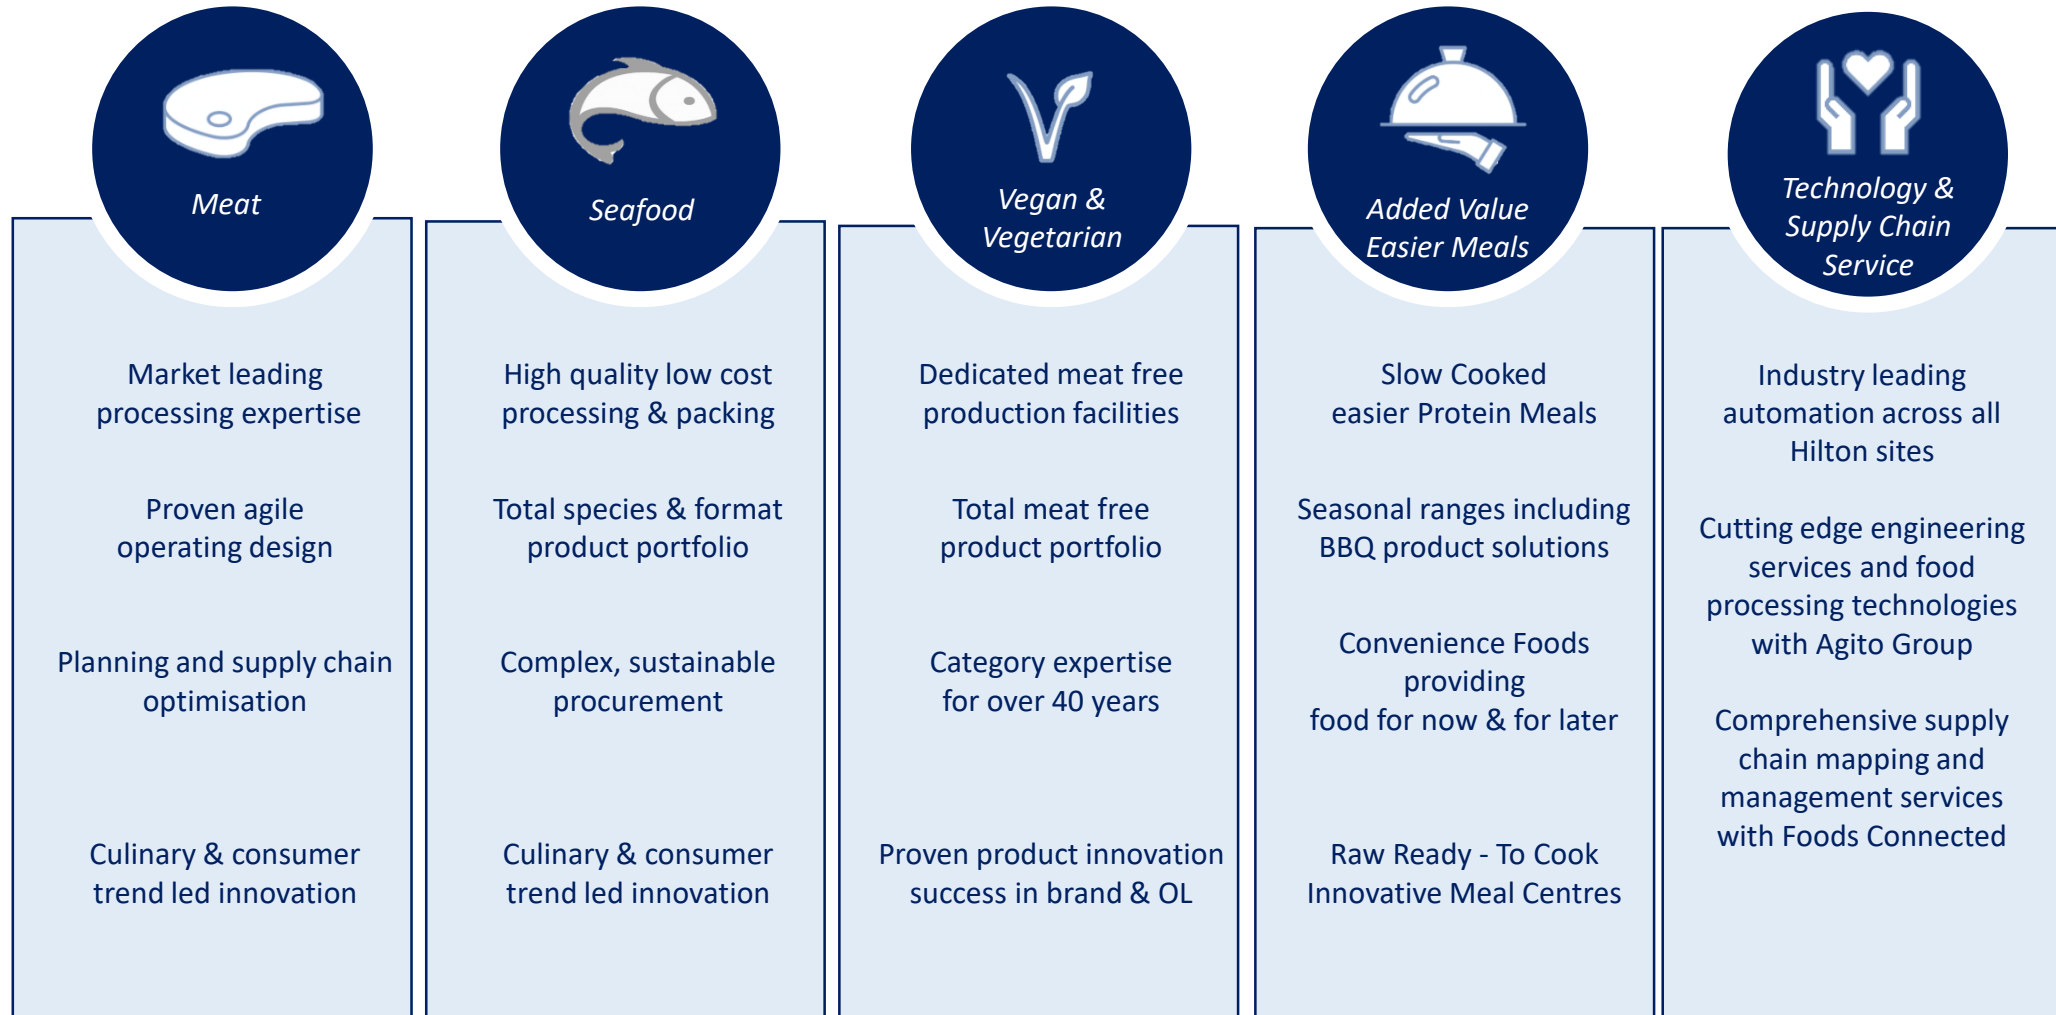 Meat
Market leading
processing expertise
Proven agile
operating design
Planning and supply chain
optimisation
Culinary & consumer
trend led innovation
Seafood
High quality low cost
processing & packing
Total species & format
product portfolio
Complex, sustainable
procurement
Culinary & consumer
trend led innovation
Vegan &
Vegetarian
Dedicated meat free
production facilities
Total meat free
product portfolio
Category expertise
for over 40 years
Proven product innovation
success in brand & OL
Added Value
Easier Meals
Slow Cooked
easier Protein Meals
Seasonal ranges including
BBQ product solutions
Convenience Foods
providing
food for now & for later
Raw Ready - To Cook
Innovative Meal Centres
Technology &
Supply Chain
Service
Industry leading
automation across all
Hilton sites
Cutting edge engineering
services and food
processing technologies
with Agito Group
Comprehensive supply
chain mapping and
management services
with Foods Connected